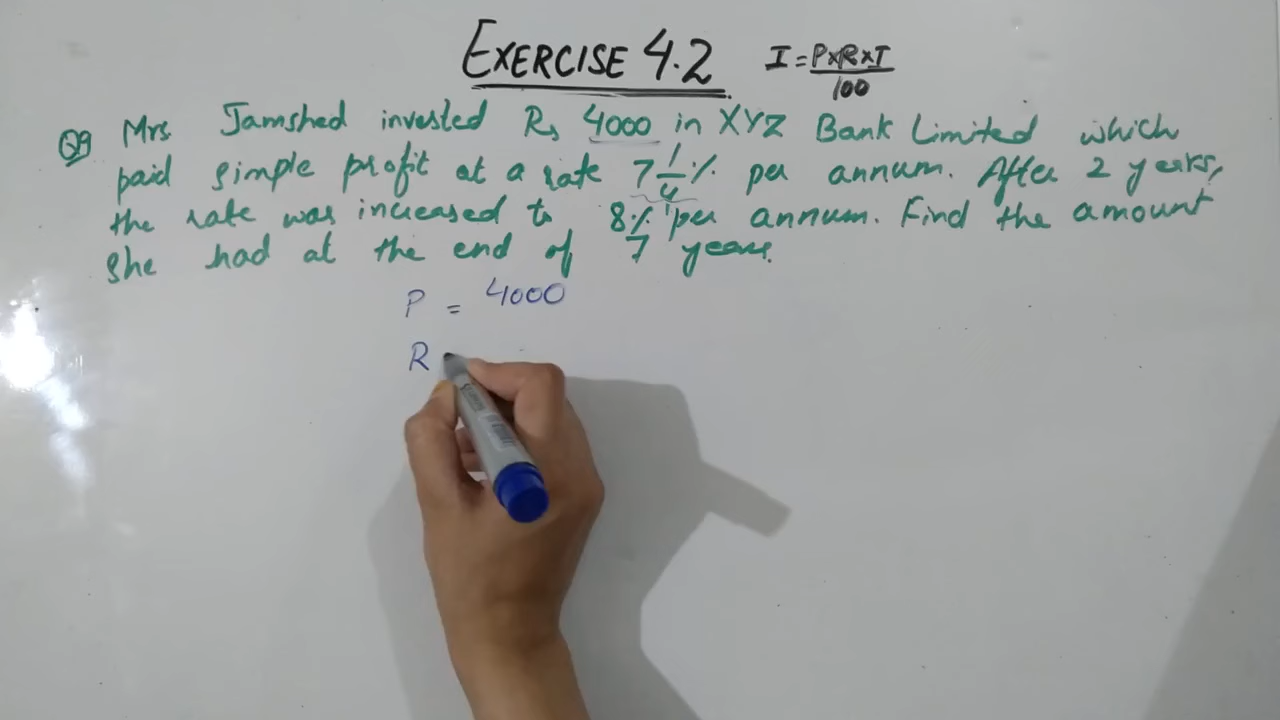 EXERCISE 4.2 I = P×R×T
100
Q9 Mrs Jamshed invested Rs 4000 in XYZ Bank Limited which
paid simple profit at a rate 7 1/4 % per annum. After 2 years,
the rate was increased to 8% per annum. Find the amount
she had at the end of 7 years.
P = 4000
R